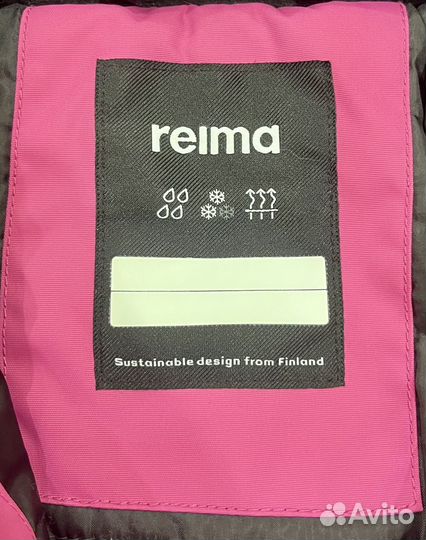 reima
Sustainable design from Finland
Avito